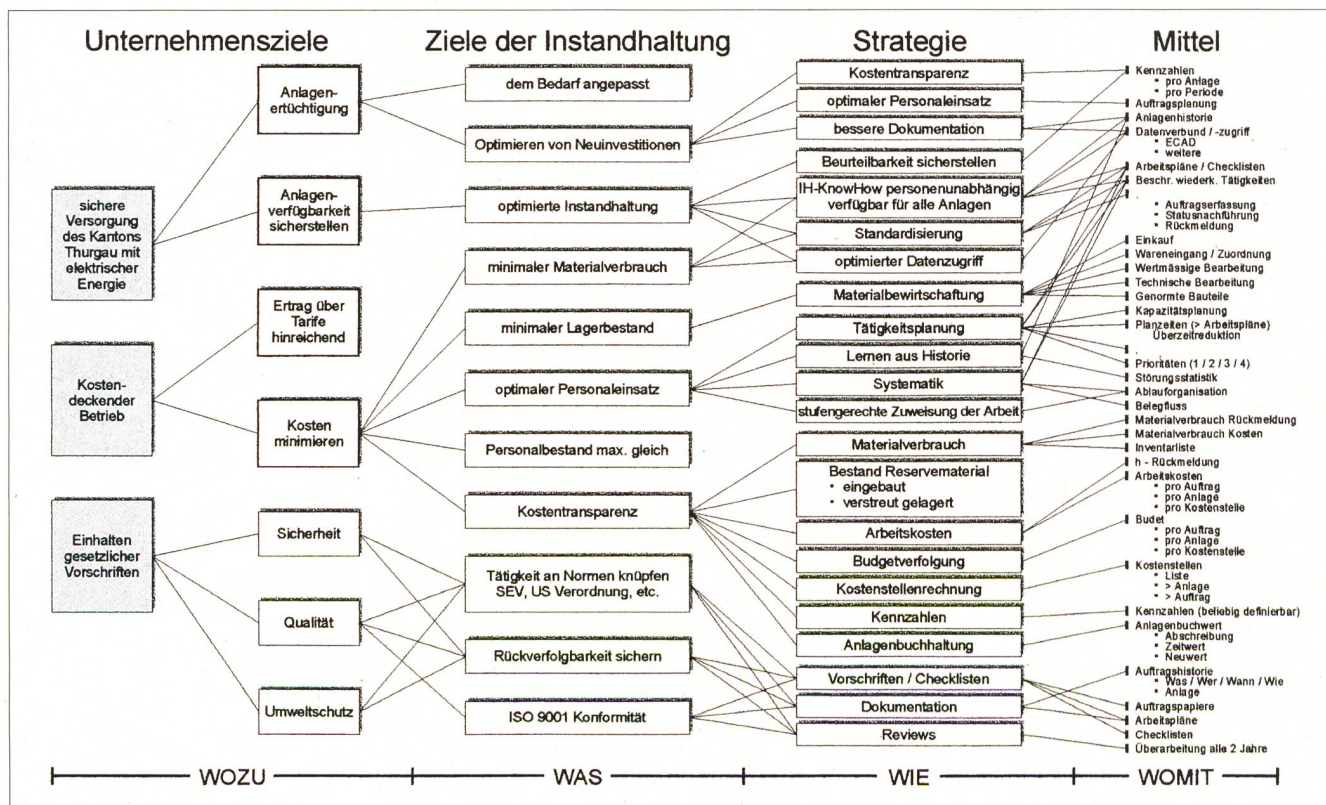 Unternehmensziele
Ziele der Instandhaltung
Strategie
Mittel
sichere
Versorgung
des Kantons
Thurgau mit
elektrischer
Energie
Kosten-
deckender
Betrieb
Einhalten
gesetzlicher
Vorschriften
Anlagen-
ertüchtigung
Anlagen-
verfügbarkeit
sicherstellen
Ertrag über
Tarife
hinreichend
Kosten
minimieren
Sicherheit
Qualität
Umweltschutz
dem Bedarf angepasst
Optimieren von Neuinvestitionen
optimierte Instandhaltung
minimaler Materialverbrauch
minimaler Lagerbestand
optimaler Personaleinsatz
Personalbestand max. gleich
Kostentransparenz
Tätigkeit an Normen knüpfen
SEV, US Verordnung, etc.
Rückverfolgbarkeit sichern
ISO 9001 Konformität
Kostentransparenz
optimaler Personaleinsatz
bessere Dokumentation
Beurteilbarkeit sicherstellen
IH-KnowHow personenunabhängig
verfügbar für alle Anlagen
Standardisierung
optimierter Datenzugriff
Materialbewirtschaftung
Tätigkeitsplanung
Lernen aus Historie
Systematik
stufengerechte Zuweisung der Arbeit
Materialverbrauch
Bestand Reservematerial
▪ eingebaut
▪ verstreut gelagert
Arbeitskosten
Budgetverfolgung
Kostenstellenrechnung
Kennzahlen
Anlagenbuchhaltung
Vorschriften / Checklisten
Dokumentation
Reviews
Kennzahlen
▪ pro Anlage
▪ pro Periode
Auftragsplanung
Anlagenhistorie
Datenverbund / -zugriff
▪ ECAD
▪ weitere
Arbeitspläne / Checklisten
Beschr. wiederk. Tätigkeiten
.
▪ Auftragserfassung
▪ Statusnachführung
▪ Rückmeldung
Einkauf
Wareneingang / Zuordnung
Wertmässige Bearbeitung
Technische Bearbeitung
Genormte Bauteile
Kapazitätsplanung
Planzeiten (> Arbeitspläne)
Überzeitreduktion
.
Prioritäten (1 / 2 / 3 / 4)
Störungsstatistik
Ablauforganisation
Belegfluss
Materialverbrauch Rückmeldung
Materialverbrauch Kosten
Inventarliste
h - Rückmeldung
Arbeitskosten
▪ pro Auftrag
▪ pro Anlage
▪ pro Kostenstelle
Budet
▪ pro Auftrag
▪ pro Anlage
▪ pro Kostenstelle
Kostenstellen
▪ Liste
▪ > Anlage
▪ > Auftrag
Kennzahlen (beliebig definierbar)
Anlagenbuchwert
▪ Abschreibung
▪ Zeitwert
▪ Neuwert
Auftragshistorie
▪ Was / Wer / Wann / Wie
▪ Anlage
Auftragspapiere
Arbeitspläne
Checklisten
Überarbeitung alle 2 Jahre
WOZU
WAS
WIE
WOMIT